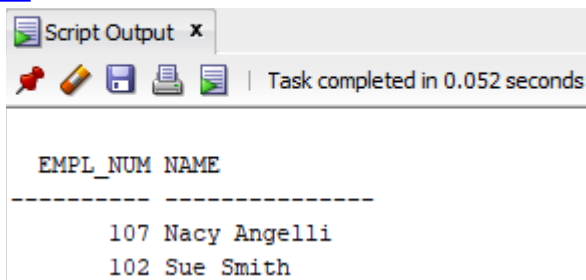 Script Output x
Task completed in 0.052 seconds
EMPL_NUM NAME
---------- ---------------
107 Nacy Angelli
102 Sue Smith